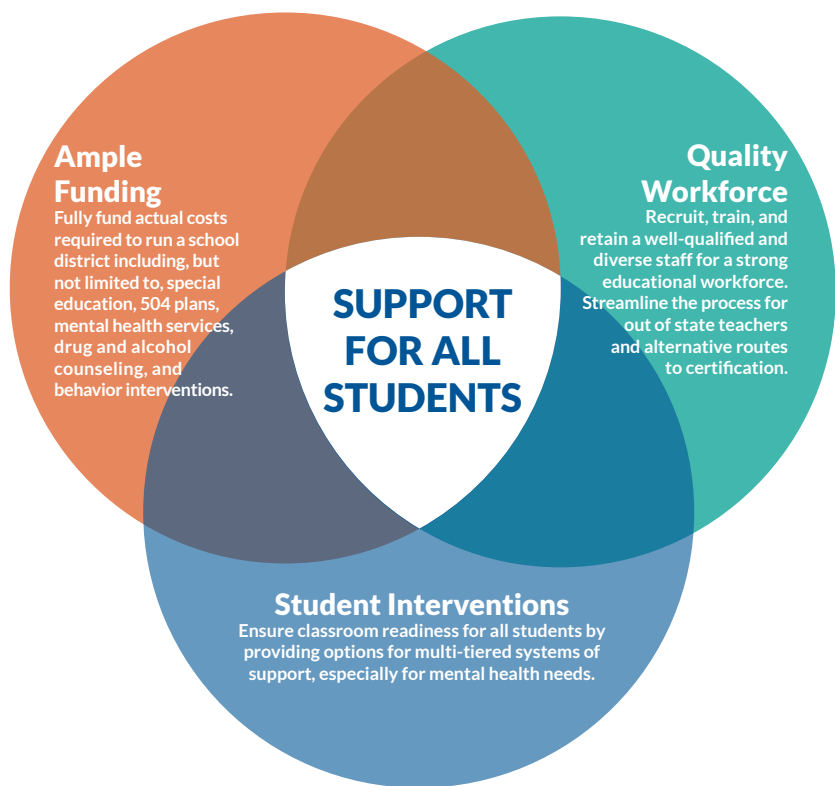 Ample
Funding
Fully fund actual costs
required to run a school
district including, but
not limited to, special
education, 504 plans,
mental health services,
drug and alcohol
counseling, and
behavior interventions.
Quality
Workforce
Recruit, train, and
retain a well-qualified and
diverse staff for a strong
educational workforce.
Streamline the process for
out of state teachers
and alternative routes
to certification.
SUPPORT
FOR ALL
STUDENTS
Student Interventions
Ensure classroom readiness for all students by
providing options for multi-tiered systems of
support, especially for mental health needs.